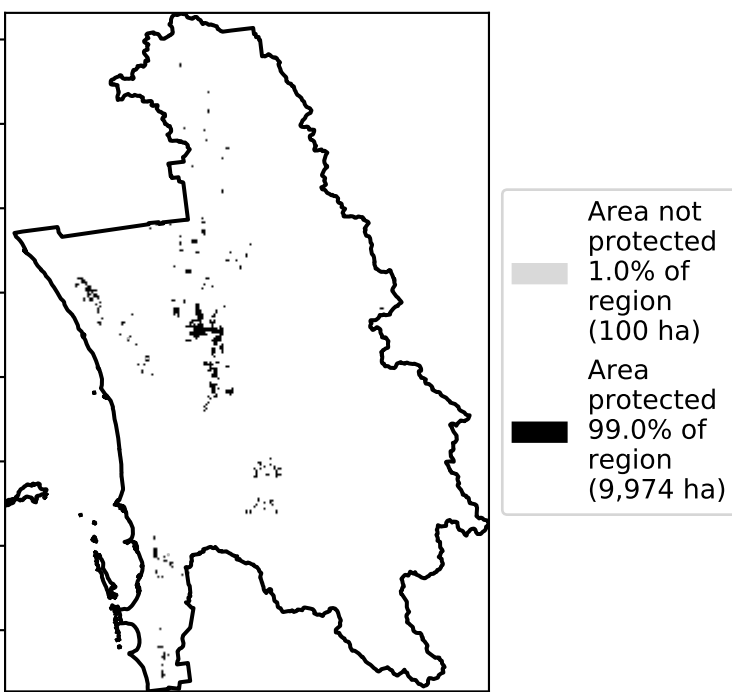 Area not
protected
1.0% of
region
(100 ha)
Area
protected
99.0% of
region
(9,974 ha)